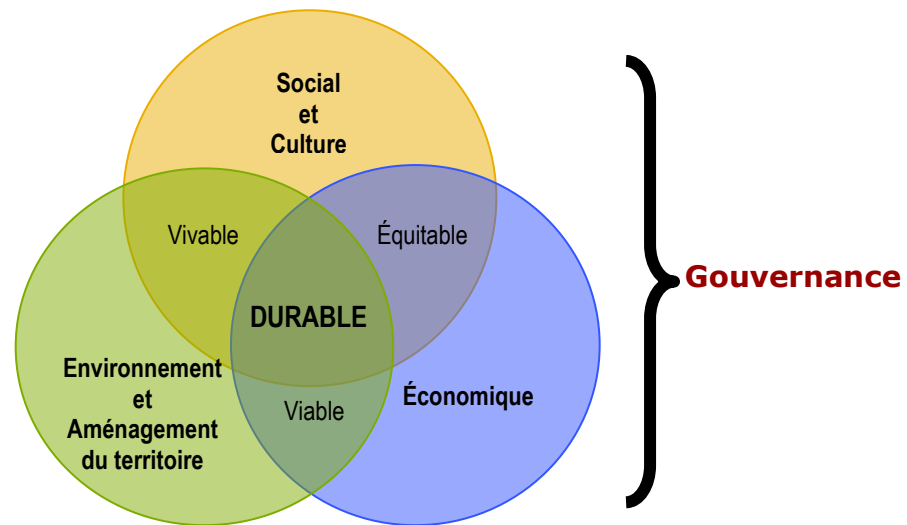 Social
et
Culture
Vivable
Équitable
Gouvernance
DURABLE
Environnement
et
Aménagement
du territoire
Économique
Viable